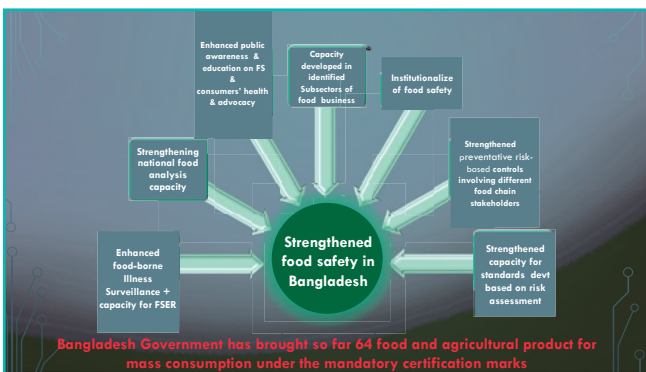 Enhanced public
awareness &
education on FS
&
consumers' health
& advocacy
Capacity
developed in
identified
Subsectors of
food business
Institutionalize
of food safety
Strengthening
national food
analysis
capacity
Strengthened
preventative risk-
based controls
involving different
food chain
stakeholders
Enhanced
food-borne
Illness
Surveillance +
capacity for FSER
Strengthened
food safety in
Bangladesh
Strengthened
capacity for
standards devt
based on risk
assessment
Bangladesh Government has brought so far 64 food and agricultural product for
mass consumption under the mandatory certification marks